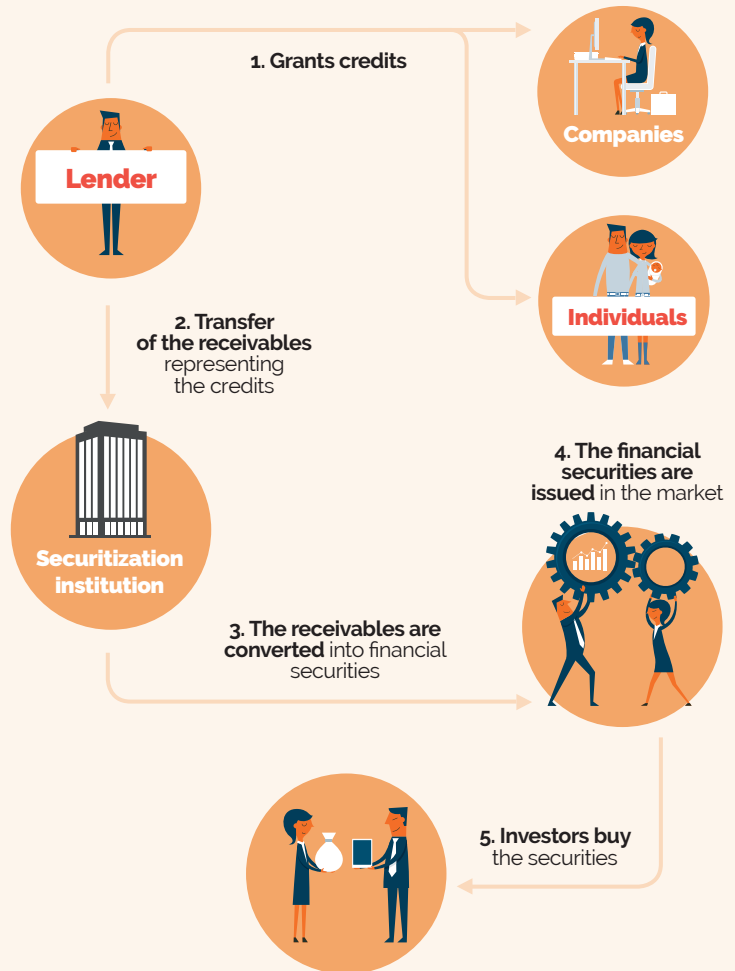 1. Grants credits
Companies
Lender
Individuals
2. Transfer
of the receivables
representing
the credits
Securitization
institution
3. The receivables are
converted into financial
securities
4. The financial
securities are
issued in the market
5. Investors buy
the securities